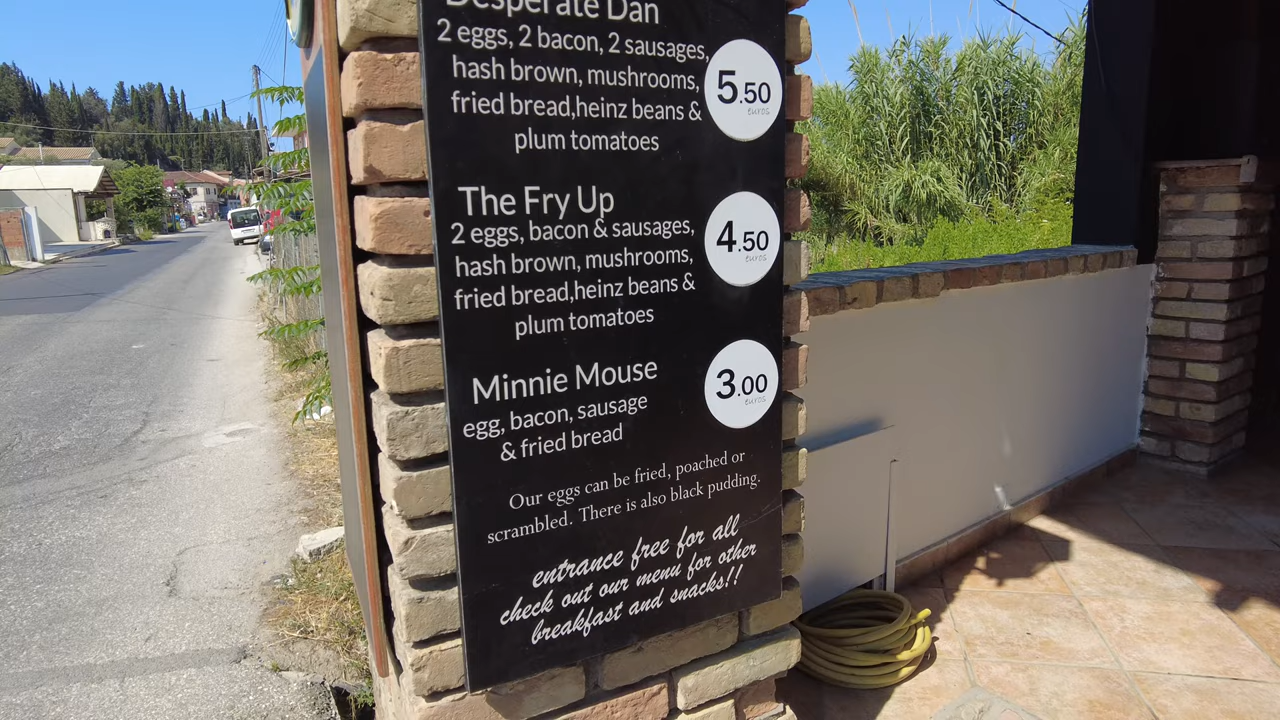 Desperate Dan
2 eggs, 2 bacon, 2 sausages,
hash brown, mushrooms,
fried bread,heinz beans &
plum tomatoes
5.50
euros
The Fry Up
2 eggs, bacon & sausages,
hash brown, mushrooms,
fried bread,heinz beans &
plum tomatoes
4.50
euros
Minnie Mouse
egg, bacon, sausage
& fried bread
3.00
euros
Our eggs can be fried, poached or
scrambled. There is also black pudding.
entrance free for all
check out our menu for other
breakfast and snacks!!